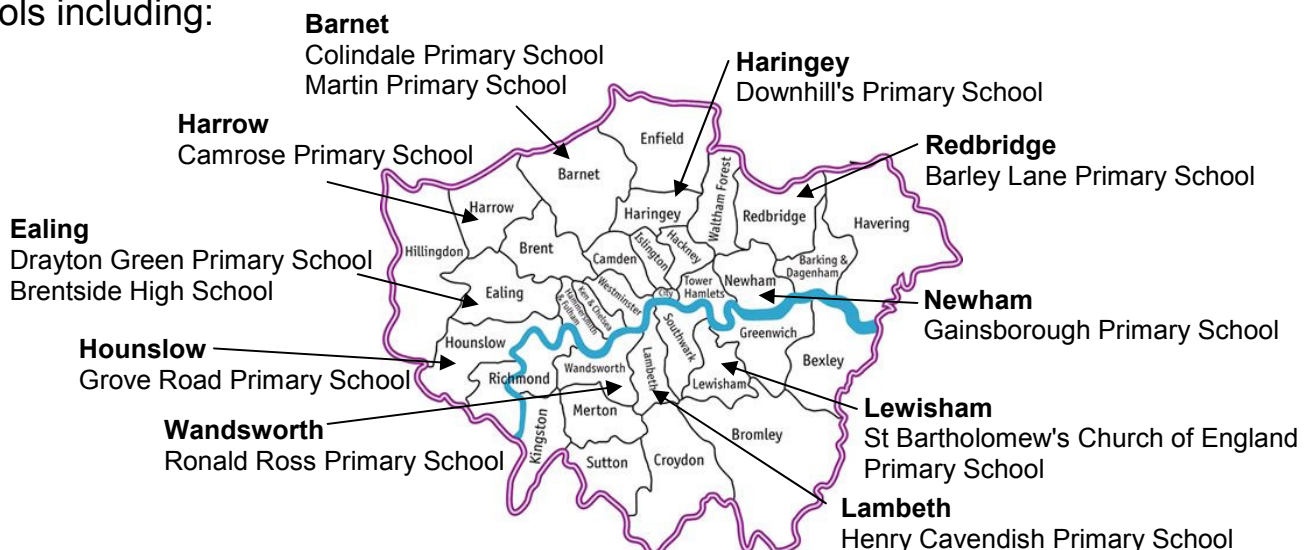 ols including:
Barnet
Colindale Primary School
Martin Primary School
Haringey
Downhill's Primary School
Harrow
Camrose Primary School
Redbridge
Barley Lane Primary School
Ealing
Drayton Green Primary School
Brentside High School
Newham
Gainsborough Primary School
Hounslow
Grove Road Primary School
Wandsworth
Ronald Ross Primary School
Lewisham
St Bartholomew's Church of England
Primary School
Lambeth
Henry Cavendish Primary School
Enfield
Barnet
Harrow
Haringey
Waltham Forest
Redbridge
Havering
Hillingdon
Brent
Camden
Islington
Hackney
Barking &
Dagenham
Ealing
Hammersmith
& Fulham
Ken & Chelsea
Westminster
City
Tower
Hamlets
Newham
Hounslow
Richmond
Wandsworth
Lambeth
Southwark
Lewisham
Greenwich
Bexley
Kingston
Merton
Sutton
Croydon
Bromley